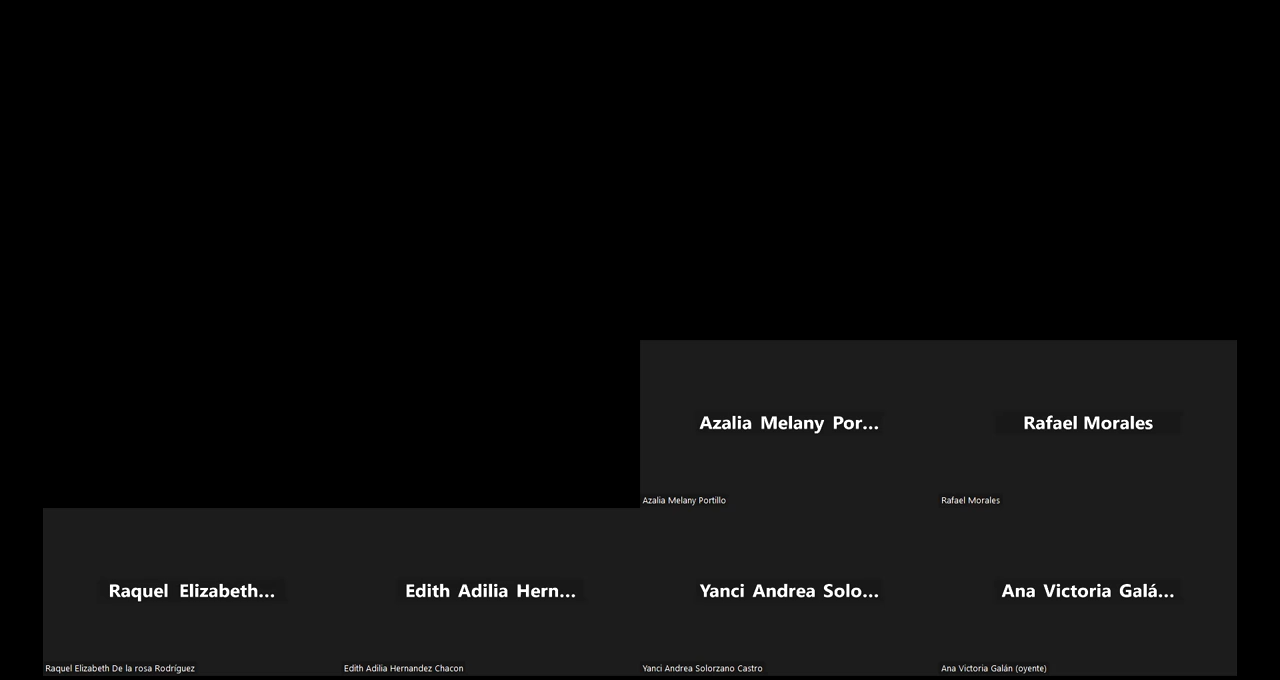 Azalia Melany Por...
Rafael Morales
Azalia Melany Portillo
Rafael Morales
Raquel Elizabeth...
Edith Adilia Hern...
Yanci Andrea Solo...
Ana Victoria Galá...
Raquel Elizabeth De la rosa Rodríguez
Edith Adilia Hernandez Chacon
Yanci Andrea Solorzano Castro
Ana Victoria Galán (oyente)